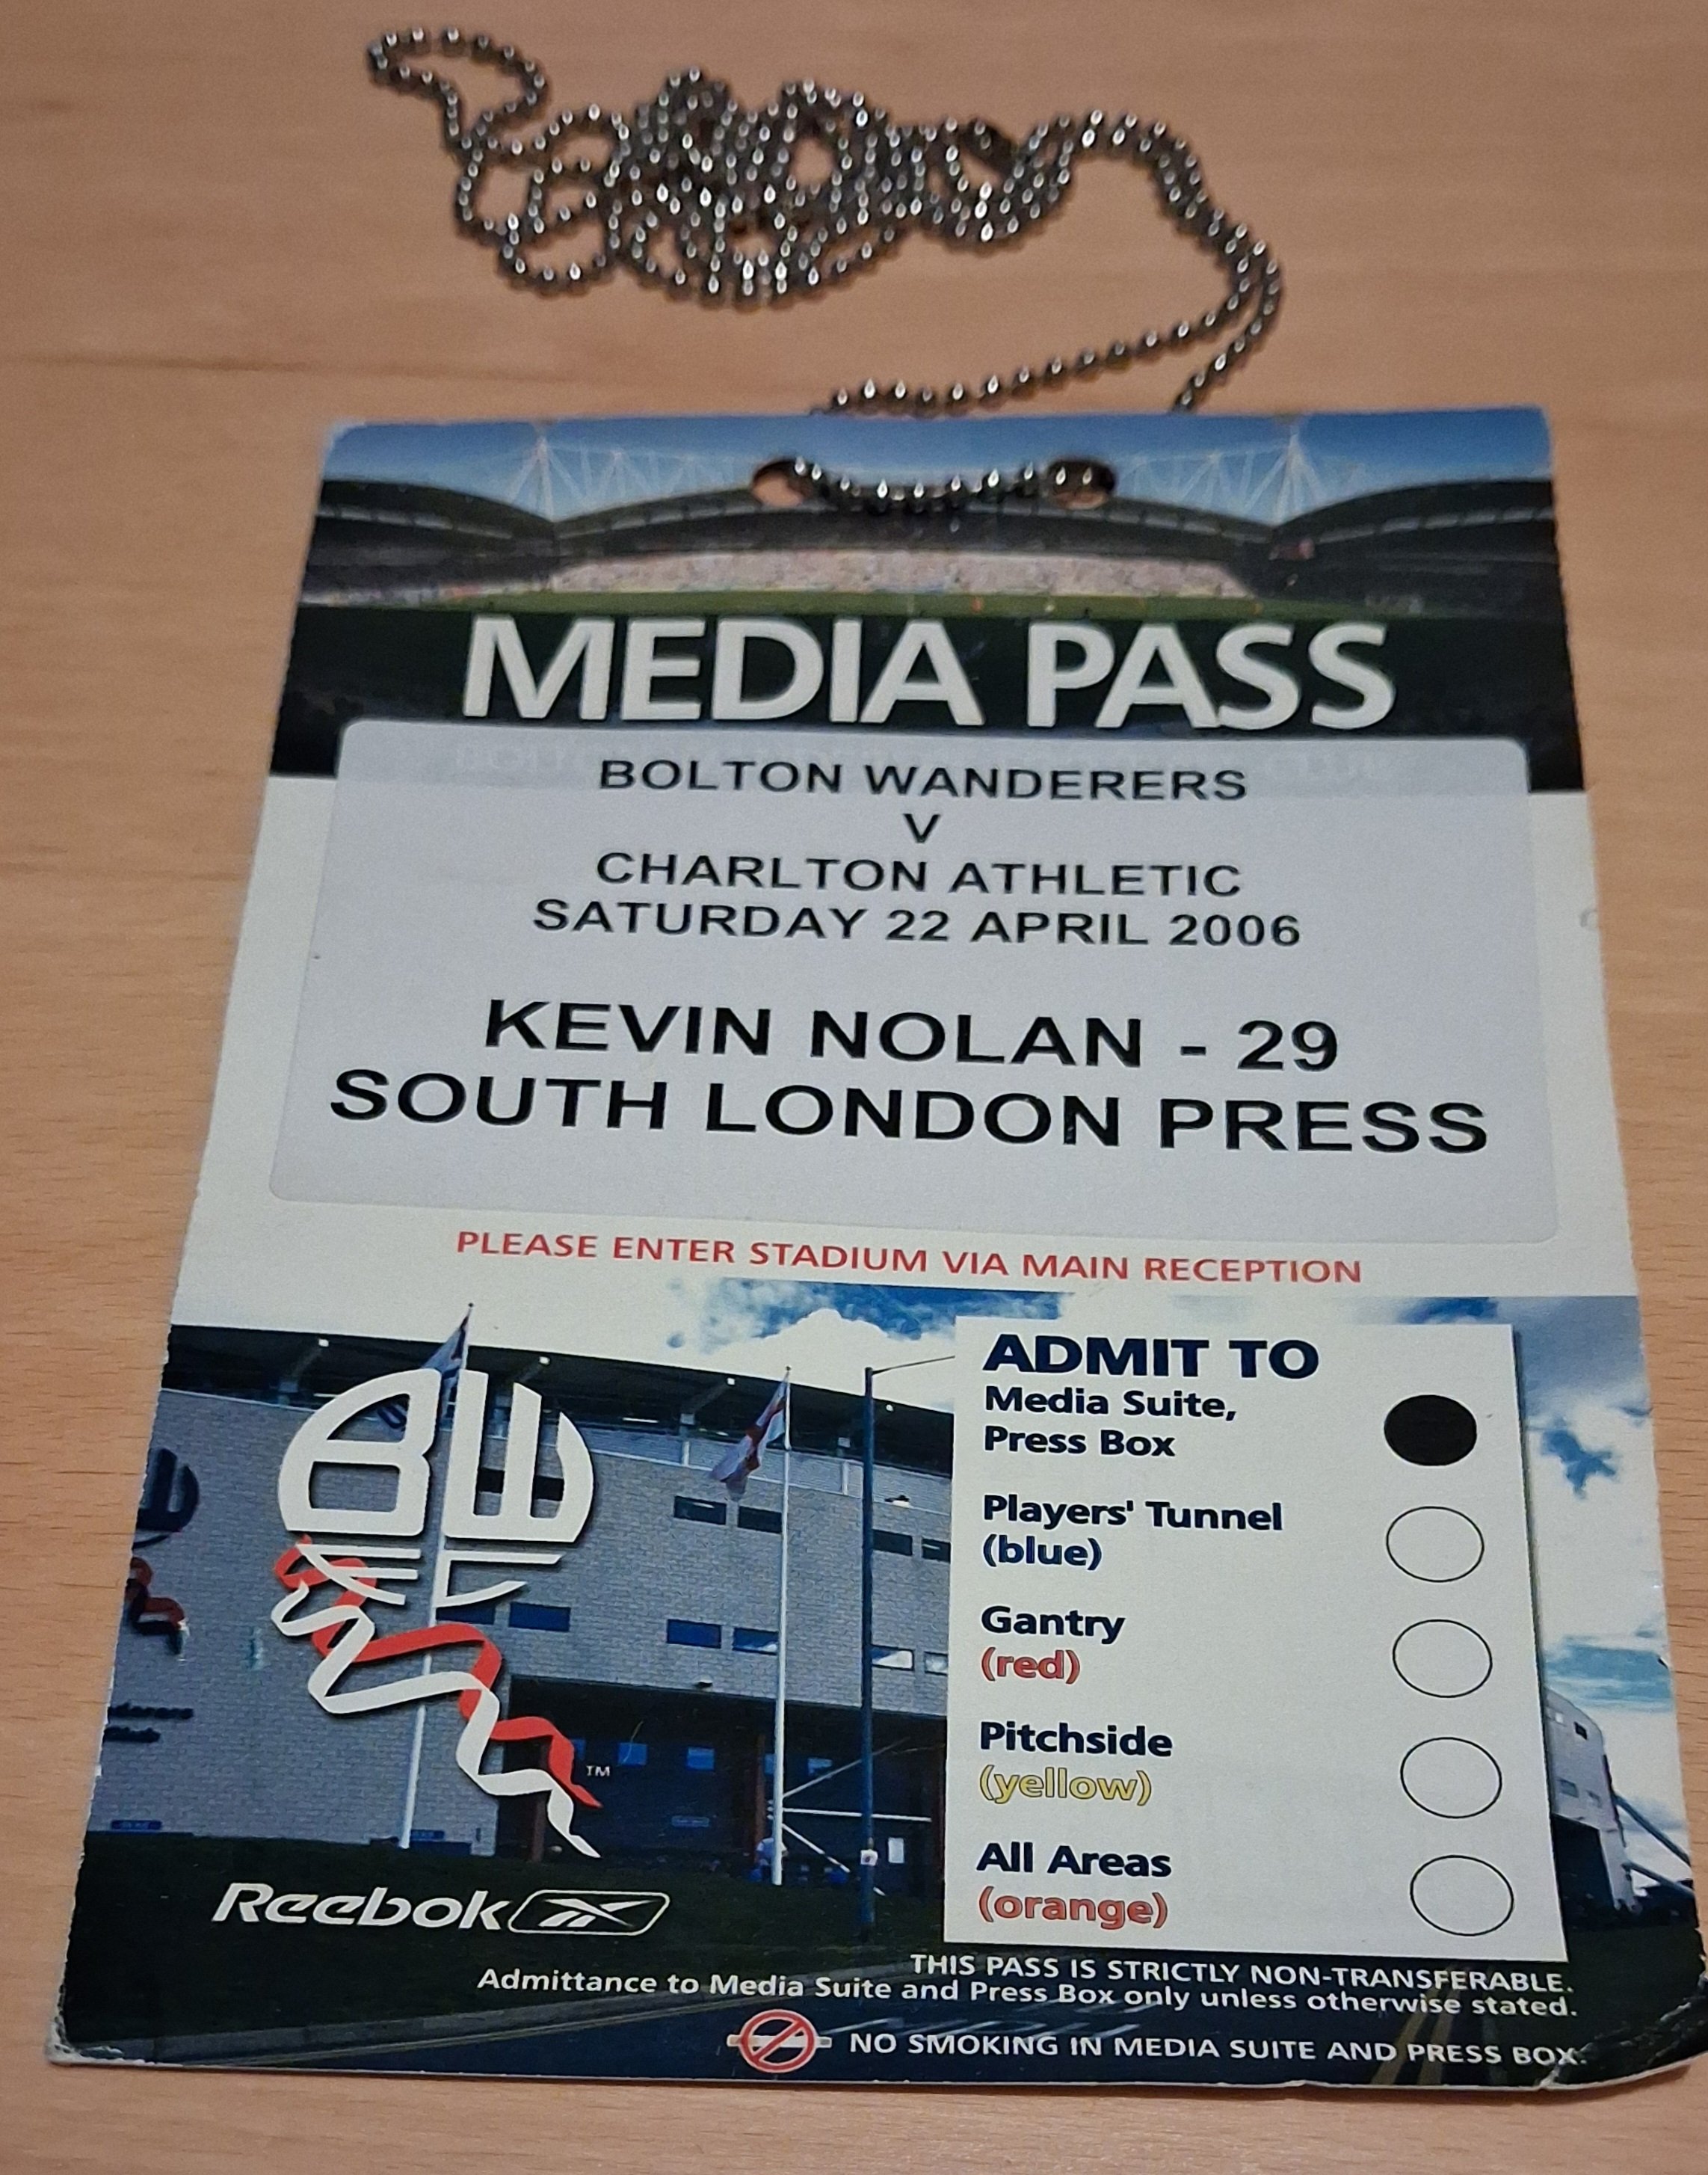 MEDIA PASS
BOLTON WANDERERS
V
CHARLTON ATHLETIC
SATURDAY 22 APRIL 2006
KEVIN NOLAN - 29
SOUTH LONDON PRESS
PLEASE ENTER STADIUM VIA MAIN RECEPTION
ADMIT TO
Media Suite,
Press Box
Players' Tunnel
(blue)
Gantry
(red)
Pitchside
(yellow)
All Areas
(orange)
BW
TM
Reebok
THIS PASS IS STRICTLY NON-TRANSFERABLE.
Admittance to Media Suite and Press Box only unless otherwise stated.
NO SMOKING IN MEDIA SUITE AND PRESS BOX.